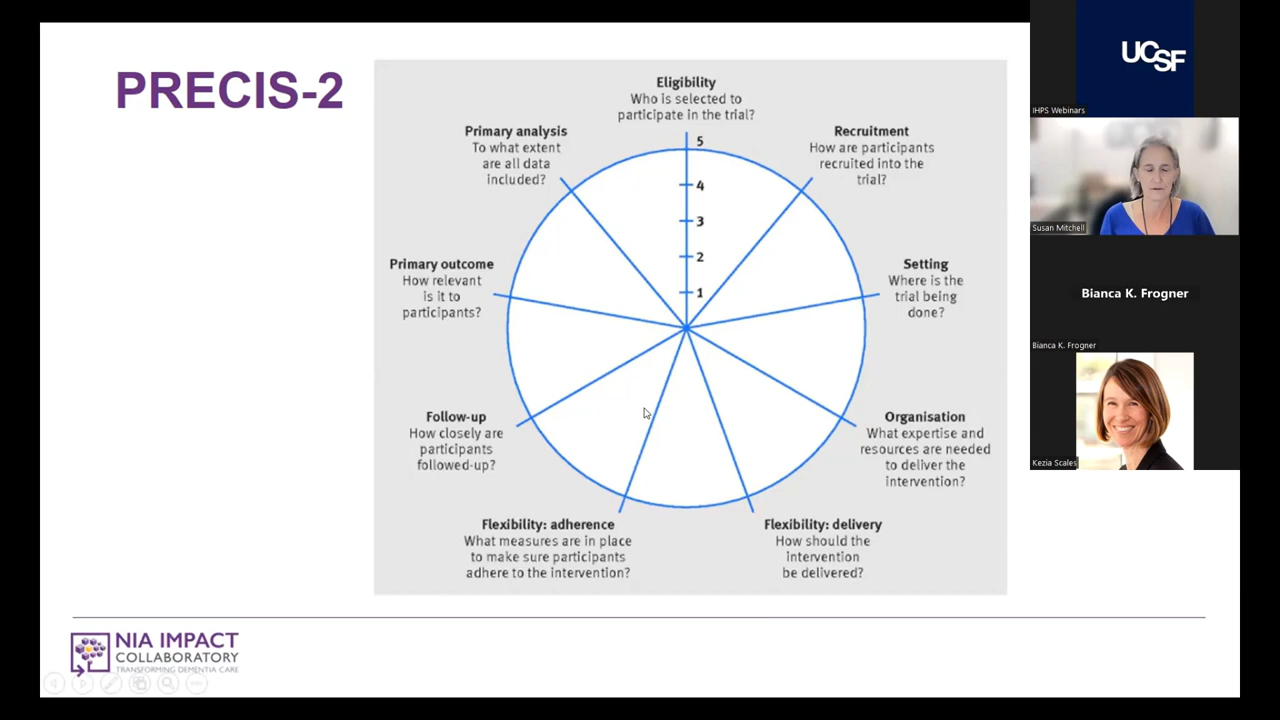 PRECIS-2
Eligibility
Who is selected to
participate in the trial?
Primary analysis
To what extent
are all data
included?
Recruitment
How are participants
recruited into the
trial?
5
4
3
2
1
Primary outcome
How relevant
is it to
participants?
Setting
Where is the
trial being
done?
Follow-up
How closely are
participants
followed-up?
Organisation
What expertise and
resources are needed
to deliver the
intervention?
Flexibility: adherence
What measures are in place
to make sure participants
adhere to the intervention?
Flexibility: delivery
How should the
intervention
be delivered?
NIA IMPACT
COLLABORATORY
TRANSFORMING DEMENTIA CARE
UCSF
IHPS Webinars
Susan Mitchell
Bianca K. Frogner
Bianca K. Frogner
Kezia Scales